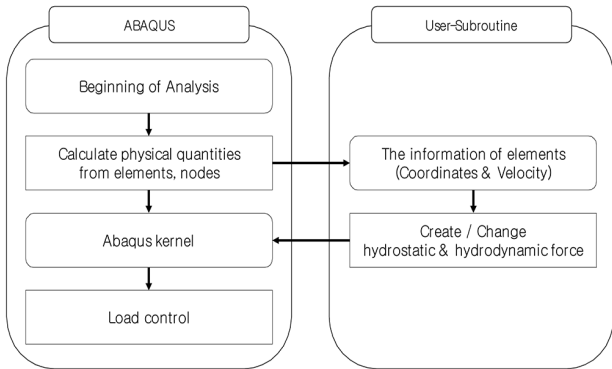 ABAQUS
Beginning of Analysis
Calculate physical quantities
from elements, nodes
Abaqus kernel
Load control
User-Subroutine
The information of elements
(Coordinates & Velocity)
Create / Change
hydrostatic & hydrodynamic force